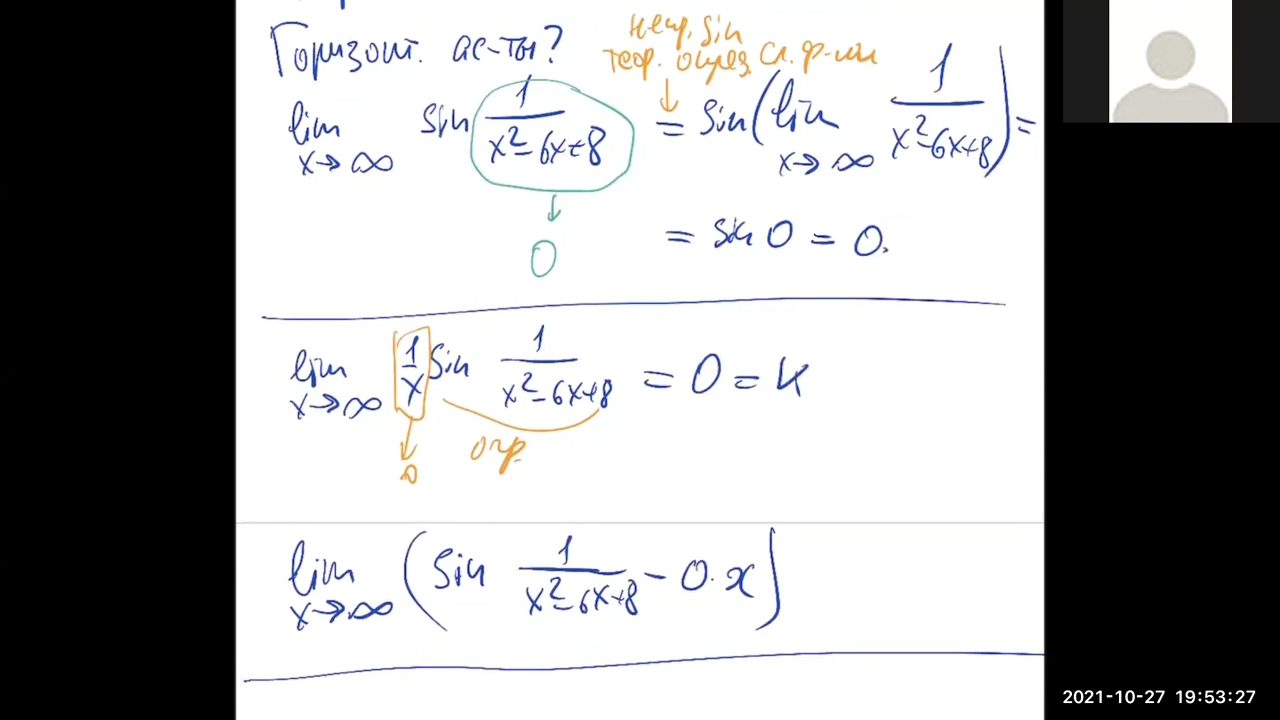 Горизонт. ас-ты?
непр. sin
теор. о пред. сл. ф-ии
lim x→∞ sin 1/(x²-6x+8) = sin(lim x→∞ 1/(x²-6x+8)) =
0
= sin 0 = 0.
lim x→∞ 1/x sin 1/(x²-6x+8) = 0 = k
0 огр.
lim x→∞ (sin 1/(x²-6x+8) - 0·x)
2021-10-27 19:53:27